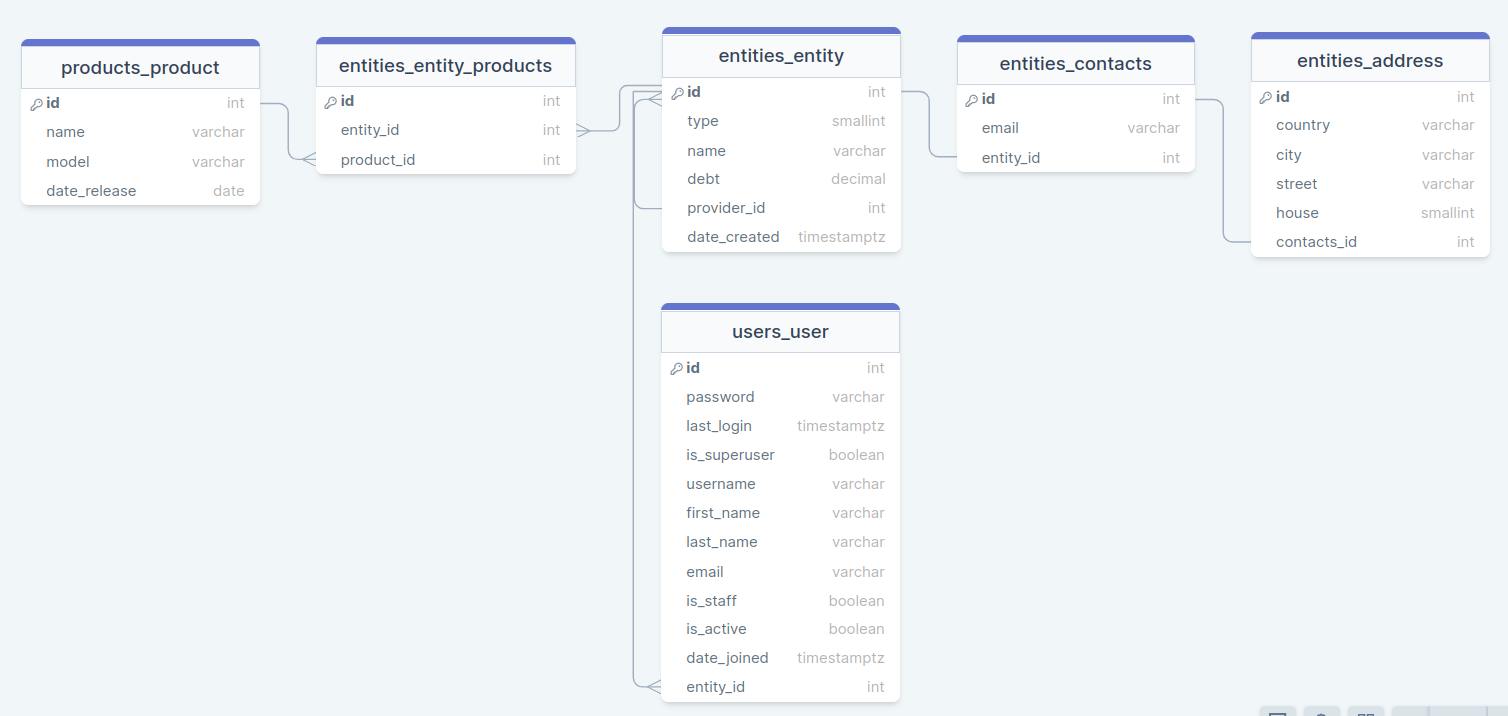 products_product
id int
name varchar
model varchar
date_release date
entities_entity_products
id int
entity_id int
product_id int
entities_entity
id int
type smallint
name varchar
debt decimal
provider_id int
date_created timestamptz
entities_contacts
id int
email varchar
entity_id int
entities_address
id int
country varchar
city varchar
street varchar
house smallint
contacts_id int
users_user
id int
password varchar
last_login timestamptz
is_superuser boolean
username varchar
first_name varchar
last_name varchar
email varchar
is_staff boolean
is_active boolean
date_joined timestamptz
entity_id int